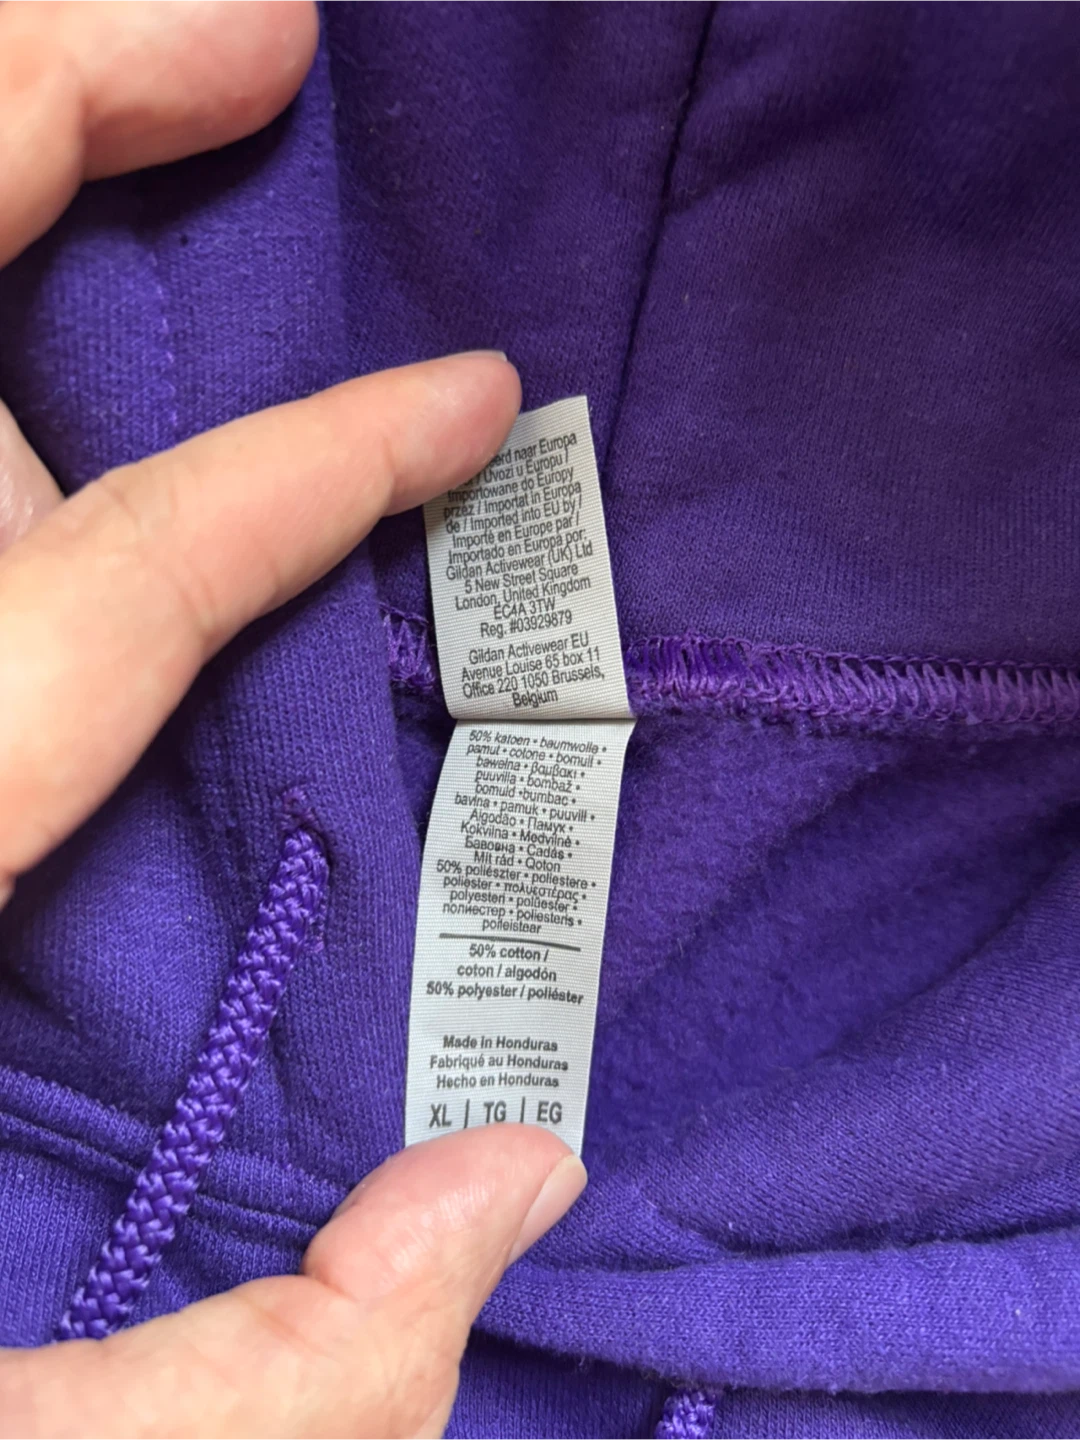 erd naar Europa
/ Uvozi u Europu /
Importowane do Europy
przez / Importat in Europa
de / Imported into EU by /
Importé en Europe par /
Importado en Europa por:
Gildan Activewear (UK) Ltd
5 New Street Square
London, United Kingdom
EC4A 3TW
Reg. #03929879
Gildan Activewear EU
Avenue Louise 65 box 11
Office 220 1050 Brussels,
Belgium
50% katoen • baumwolle •
pamut • cotone • bomull •
bawełna • βαμβακι •
puuvilla • bombaž •
bomuld •bumbac •
bavlna • pamuk • puuvill •
Algodão • Памук •
Kokvilna • Medvilnė •
Бавовна • Cadás •
Mit rád • Qoton
50% poliészter • poliestere •
poliester • πολυεστέρας •
polyesteri • polüester •
полиестер • poliesteris •
poileistear
50% cotton /
coton / algodón
50% polyester / poliéster
Made in Honduras
Fabriqué au Honduras
Hecho en Honduras
XL | TG | EG